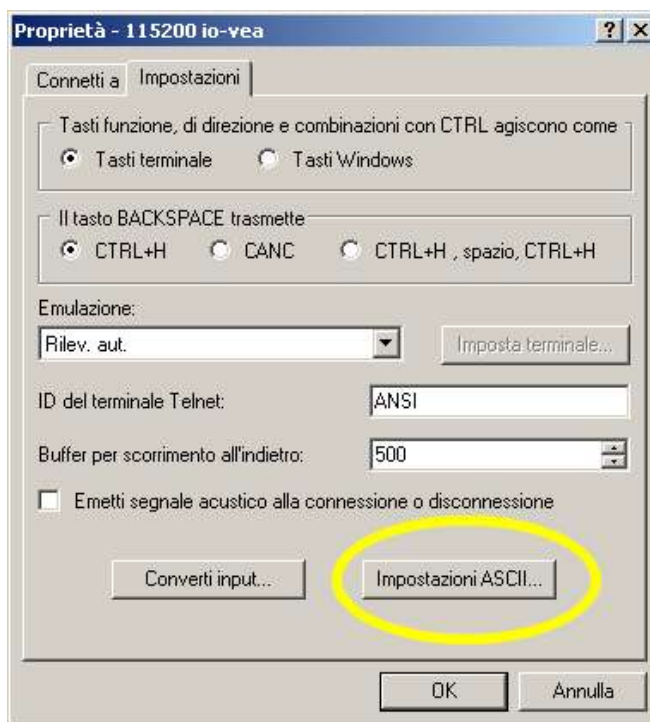 Proprietà - 115200 io-vea
Connetti a Impostazioni
Tasti funzione, di direzione e combinazioni con CTRL agiscono come
Tasti terminale Tasti Windows
Il tasto BACKSPACE trasmette
CTRL+H CANC CTRL+H , spazio, CTRL+H
Emulazione:
Rilev. aut. Imposta terminale...
ID del terminale Telnet: ANSI
Buffer per scorrimento all'indietro: 500
Emetti segnale acustico alla connessione o disconnessione
Converti input... Impostazioni ASCII...
OK Annulla